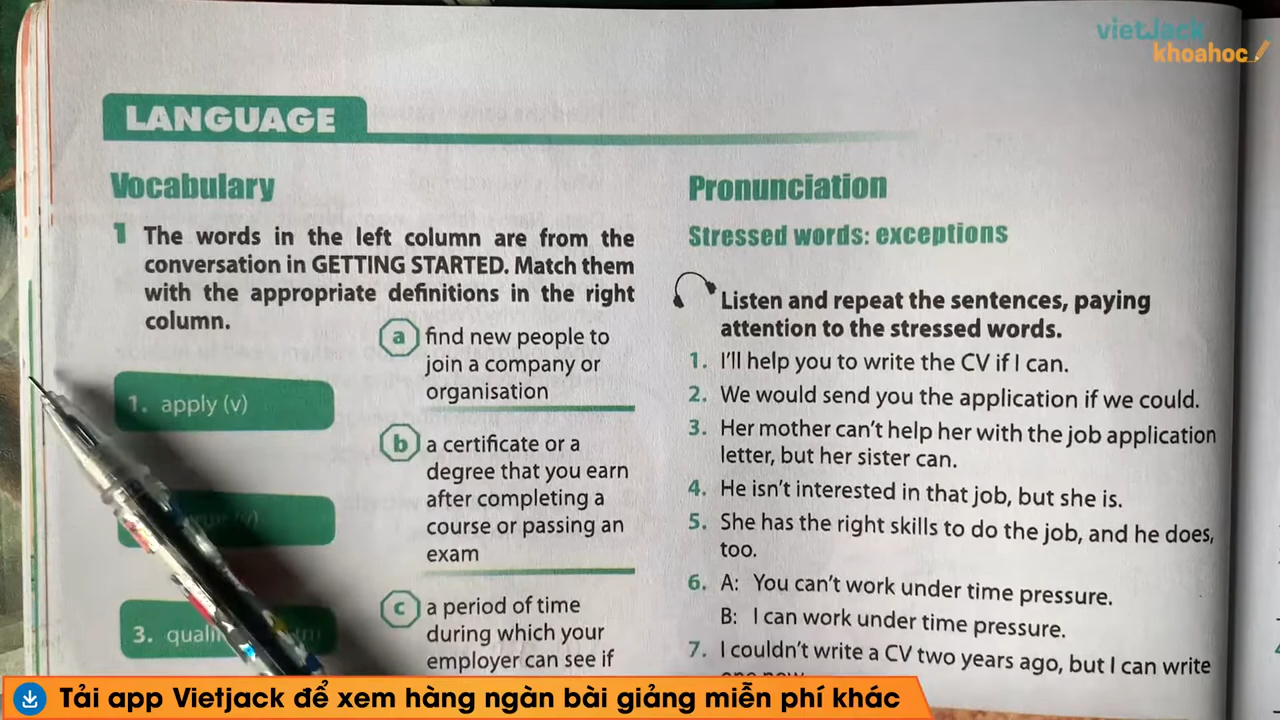 vietJack
khoahoc
LANGUAGE
Vocabulary
1 The words in the left column are from the
conversation in GETTING STARTED. Match them
with the appropriate definitions in the right
column.
1. apply (v)
(v)
3. quali
a find new people to
join a company or
organisation
b a certificate or a
degree that you earn
after completing a
course or passing an
exam
c a period of time
during which your
employer can see if
Pronunciation
Stressed words: exceptions
Listen and repeat the sentences, paying
attention to the stressed words.
1. I'll help you to write the CV if I can.
2. We would send you the application if we could.
3. Her mother can't help her with the job application
letter, but her sister can.
4. He isn't interested in that job, but she is.
5. She has the right skills to do the job, and he does,
too.
6. A: You can't work under time pressure.
B: I can work under time pressure.
7. I couldn't write a CV two years ago, but I can write
Tải app Vietjack để xem hàng ngàn bài giảng miễn phí khác